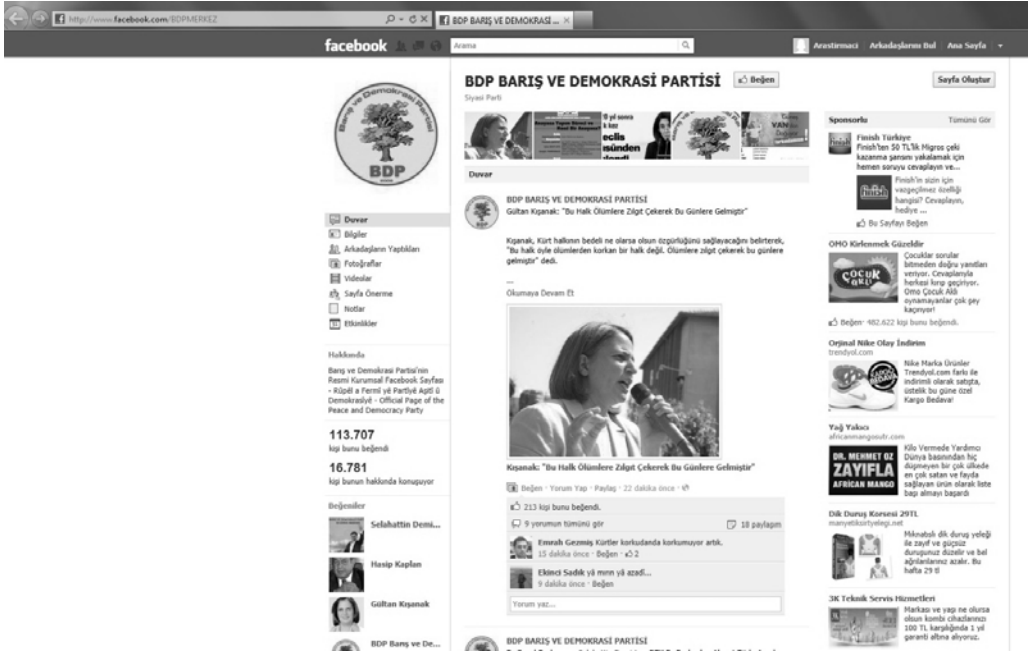 http://www.facebook.com/BDPMERKEZ
BDP BARIŞ VE DEMOKRASİ ...
facebook
Arama
Arastirmaci Arkadaşlarını Bul Ana Sayfa
Barış ve Demokrasi Partisi
BDP
BDP BARIŞ VE DEMOKRASİ PARTİSİ
Beğen
Sayfa Oluştur
Siyasi Parti
Duvar
Duvar
Bilgiler
Arkadaşların Yaptıkları
Fotoğraflar
Videolar
Sayfa Önerme
Notlar
Etkinlikler
Hakkında
Barış ve Demokrasi Partisi'nin
Resmi Kurumsal Facebook Sayfası
- Rûpêl a Fermî yê Partîyê Aştî û
Demokrasîyê - Official Page of the
Peace and Democracy Party
113.707
kişi bunu beğendi
16.781
kişi bunun hakkında konuşuyor
Beğeniler
Selahattin Demi...
Hasip Kaplan
Gültan Kışanak
BDP Barış ve De...
BDP BARIŞ VE DEMOKRASİ PARTİSİ
Gültan Kışanak: "Bu Halk Ölümlere Zılgıt Çekerek Bu Günlere Gelmiştir"
Kışanak, Kürt halkının bedeli ne olursa olsun özgürlüğünü sağlayacağını belirterek,
"Bu halk öyle ölümlerden korkan bir halk değil. Ölümlere zılgıt çekerek bu günlere
gelmiştir" dedi.
...
Okumaya Devam Et
Kışanak: "Bu Halk Ölümlere Zılgıt Çekerek Bu Günlere Gelmiştir"
Beğen · Yorum Yap · Paylaş · 22 dakika önce ·
213 kişi bunu beğendi.
9 yorumun tümünü gör
18 paylaşım
Emrah Gezmiş Kürtler korkudanda korkumuyor artık.
15 dakika önce · Beğen · 2
Ekinci Sadık yâ mırın yâ azadî...
9 dakika önce · Beğen
Yorum yaz...
BDP BARIŞ VE DEMOKRASİ PARTİSİ
Sponsorlu
Tümünü Gör
Finish Türkiye
Finish'ten 50 TL'lik Migros çeki
kazanma şansını yakalamak için
hemen soruyu cevaplayın ve...
Finish'in sizin için
vazgeçilmez özelliği
hangisi? Cevaplayın,
hediye ...
Bu Sayfayı Beğen
OMO Kirlenmek Güzeldir
ÇOCUK
AKLI
Çocuklar sorular
bitmeden doğru yanıtları
veriyor. Cevaplarıyla
herkesi kırıp geçiriyor.
Omo Çocuk Aklı
oynamayanlar çok şey
kaçırıyor!
Beğen · 482.622 kişi bunu beğendi.
Orjinal Nike Olay İndirim
trendyol.com
Nike Marka Ürünler
Trendyol.com farkı ile
indirimli olarak satışta,
üstelik bu güne özel
Kargo Bedava!
Yağ Yakıcı
africanmangosutr.com
DR. MEHMET OZ
ZAYIFLA
AFRICAN MANGO
Kilo Vermede Yardımcı
Dünya basınından hiç
düşmeyen bir çok ülkede
en çok satan ve fayda
sağlayan ürün olarak liste
başı almayı başardı
Dik Duruş Korsesi 29TL
manyetikortyelegi.net
Mıknatıslı dik duruş yeleği
ile zayıf ve güçsüz
duruşunuz düzelir ve bel
ağrılarılarınız azalır. Bu
hafta 29 tl
3K Teknik Servis Hizmetleri
Markası ve yaşı ne olursa
olsun kombi cihazlarınızı
100 TL karşılığında 1 yıl
garanti altına alıyoruz.